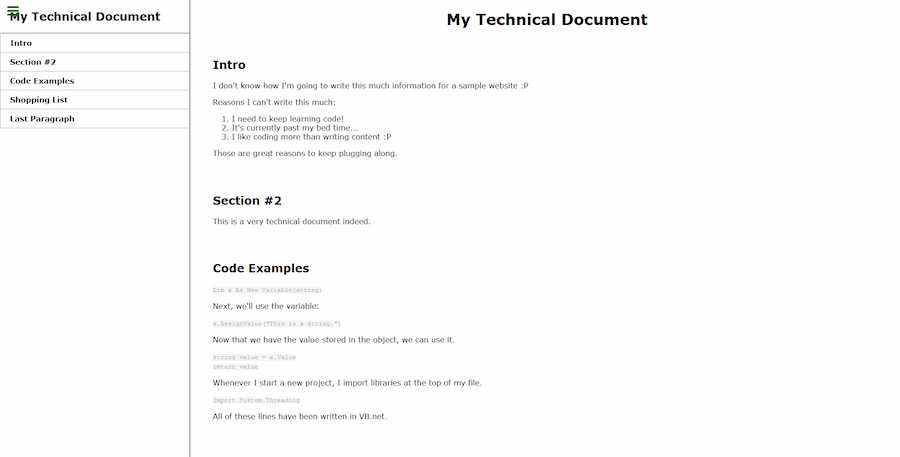 My Technical Document
Intro
Section #2
Code Examples
Shopping List
Last Paragraph
My Technical Document
Intro
I don't know how I'm going to write this much information for a sample website :P
Reasons I can't write this much:
1. I need to keep learning code!
2. It's currently past my bed time...
3. I like coming more than writing content :P
Those are great reasons to keep plugging along.
Section #2
This is a very technical document indeed.
Code Examples
Dim a As New Variable(string)
Next, we'll use the variable:
a.AssignValue("This is a string.")
Now that we have the value stored in the object, we can use it.
string value = a.Value
return value
Whenever I start a new project, I import libraries at the top of my file.
Import System.Threading
All of these lines have been written in VB.net.